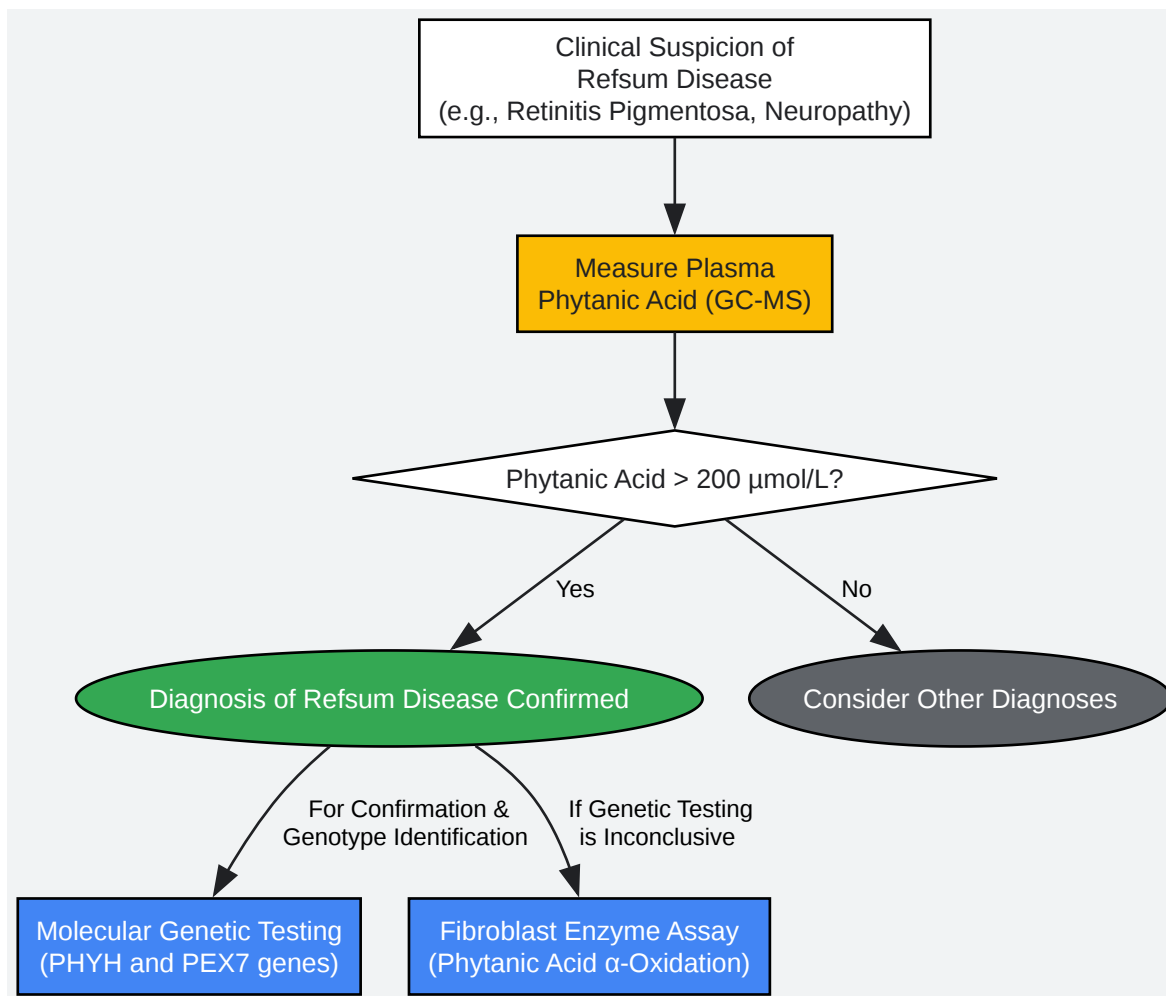 Clinical Suspicion of
Refsum Disease
(e.g., Retinitis Pigmentosa, Neuropathy)
Measure Plasma
Phytanic Acid (GC-MS)
Phytanic Acid > 200 µmol/L?
Yes
No
Diagnosis of Refsum Disease Confirmed
Consider Other Diagnoses
For Confirmation &
Genotype Identification
If Genetic Testing
is Inconclusive
Molecular Genetic Testing
(PHYH and PEX7 genes)
Fibroblast Enzyme Assay
(Phytanic Acid α-Oxidation)